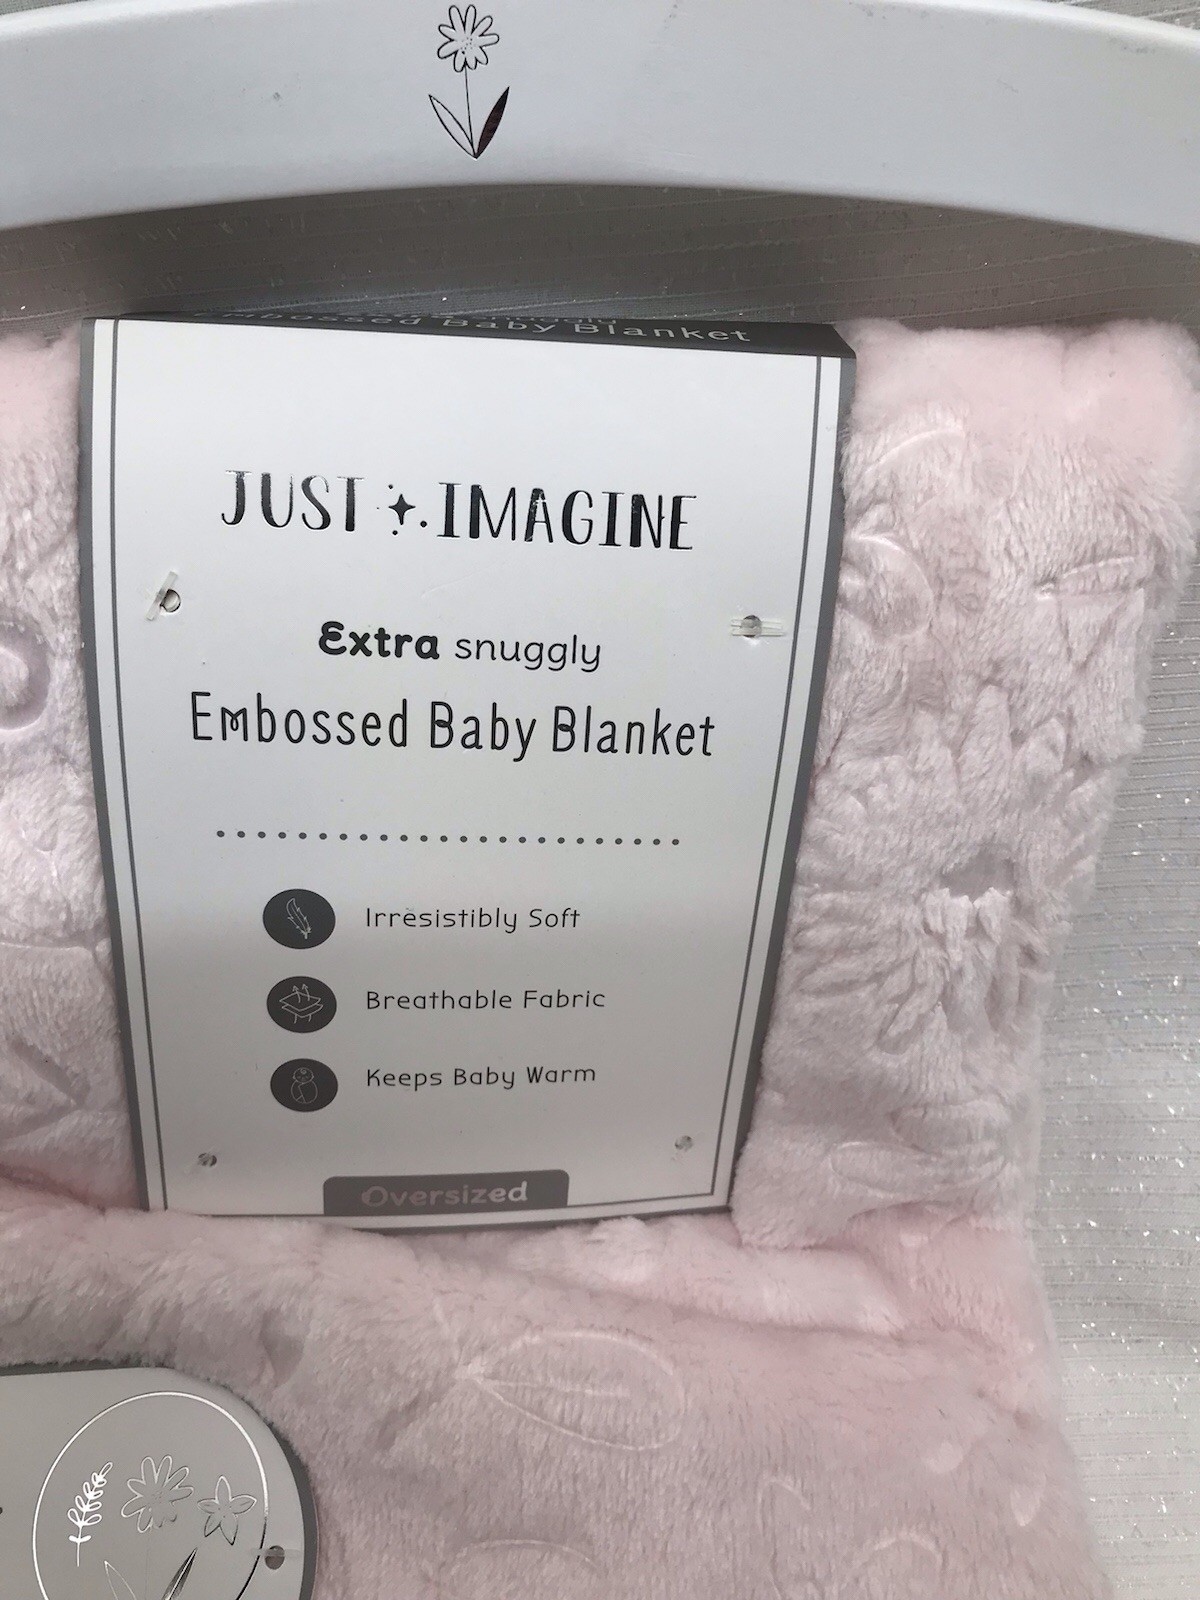 Embossed Baby Blanket
JUST IMAGINE
Extra snuggly
Embossed Baby Blanket
Irresistibly Soft
Breathable Fabric
Keeps Baby Warm
Oversized